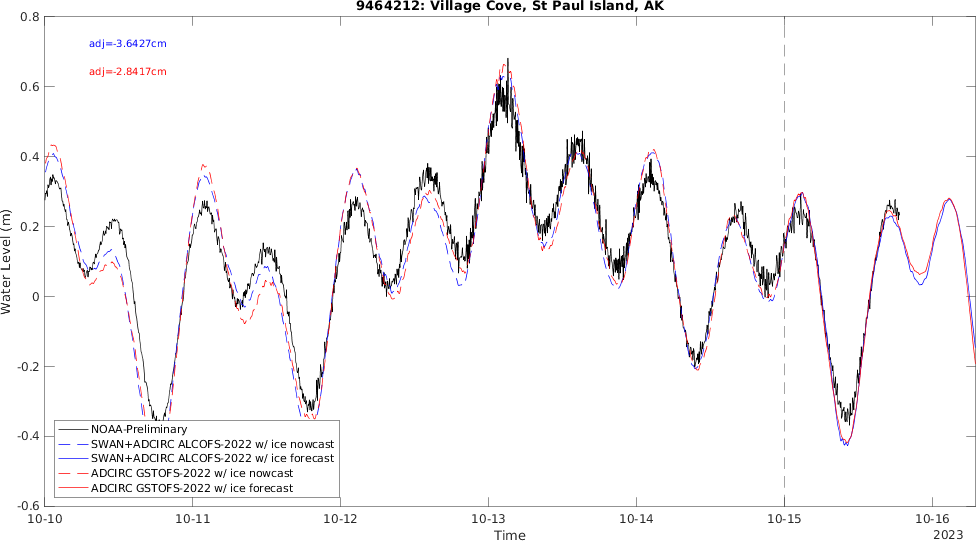 9464212: Village Cove, St Paul Island, AK
0.8
adj=-3.6427cm
adj=-2.8417cm
0.6
0.4
0.2
0
-0.2
-0.4
-0.6
Water Level (m)
NOAA-Preliminary
SWAN+ADCIRC ALCOFS-2022 w/ ice nowcast
SWAN+ADCIRC ALCOFS-2022 w/ ice forecast
ADCIRC GSTOFS-2022 w/ ice nowcast
ADCIRC GSTOFS-2022 w/ ice forecast
10-10 10-11 10-12 10-13 10-14 10-15 10-16
Time
2023